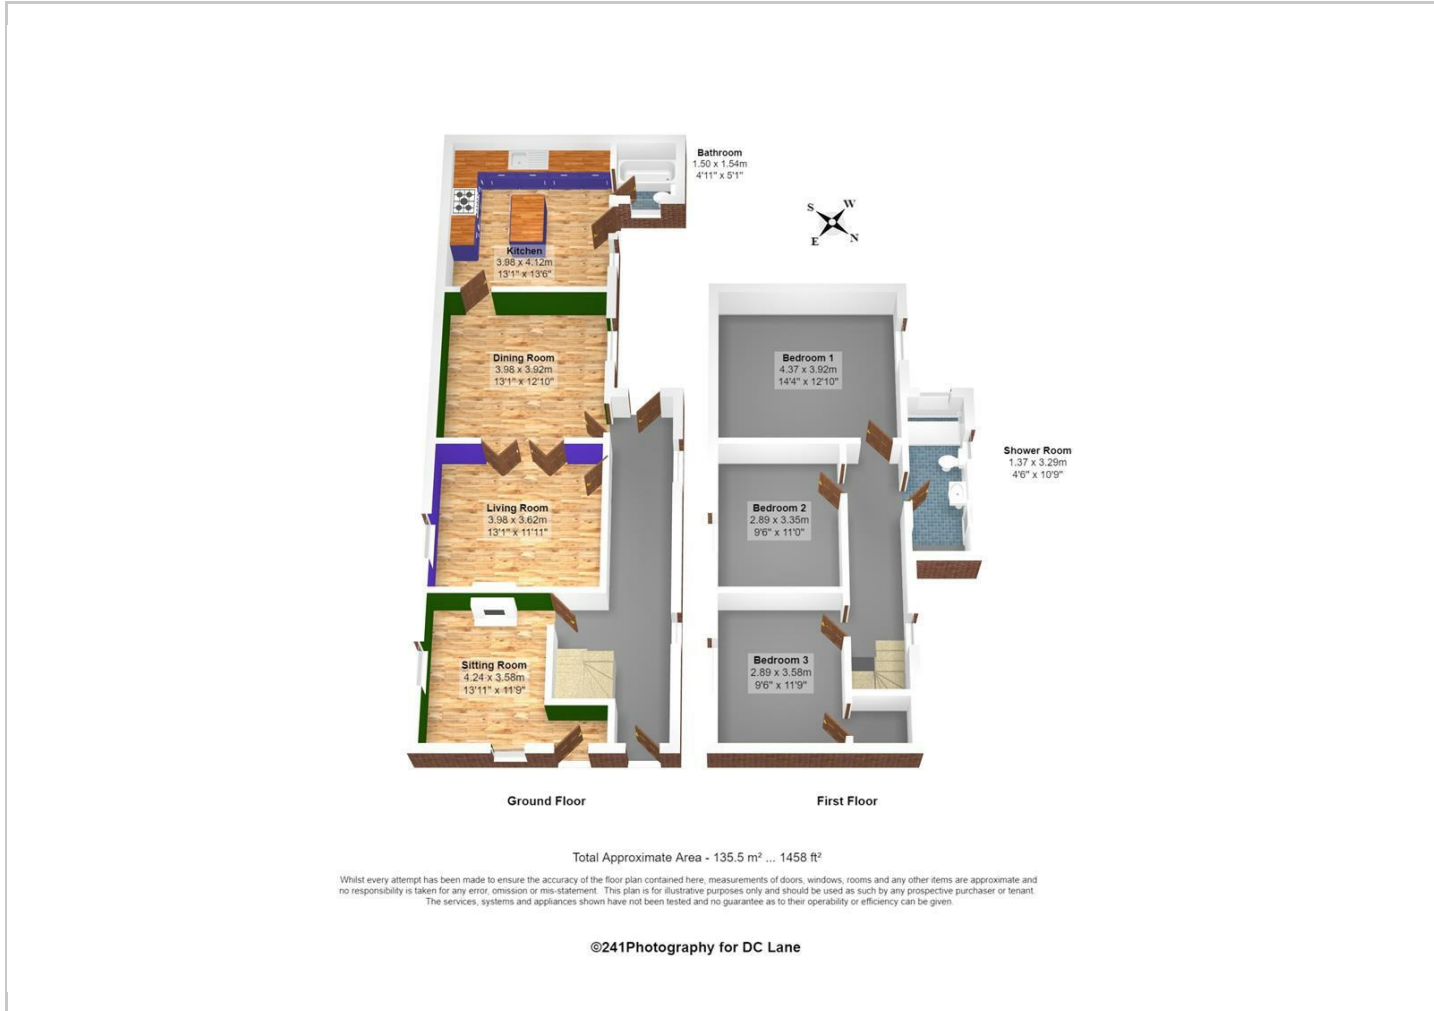 Bathroom
1.50 x 1.54m
4'11" x 5'1"
S
W
E
N
Kitchen
3.98 x 4.12m
13'1" x 13'6"
Dining Room
3.98 x 3.92m
13'1" x 12'10"
Bedroom 1
4.37 x 3.92m
14'4" x 12'10"
Shower Room
1.37 x 3.29m
4'6" x 10'9"
Living Room
3.98 x 3.62m
13'1" x 11'11"
Bedroom 2
2.89 x 3.35m
9'6" x 11'0"
Sitting Room
4.24 x 3.58m
13'11" x 11'9"
Bedroom 3
2.89 x 3.58m
9'6" x 11'9"
Ground Floor
First Floor
Total Approximate Area - 135.5 m² ... 1458 ft²
Whilst every attempt has been made to ensure the accuracy of the floor plan contained here, measurements of doors, windows, rooms and any other items are approximate and
no responsibility is taken for any error, omission or mis-statement. This plan is for illustrative purposes only and should be used as such by any prospective purchaser or tenant.
The services, systems and appliances shown have not been tested and no guarantee as to their operability or efficiency can be given.
©241Photography for DC Lane